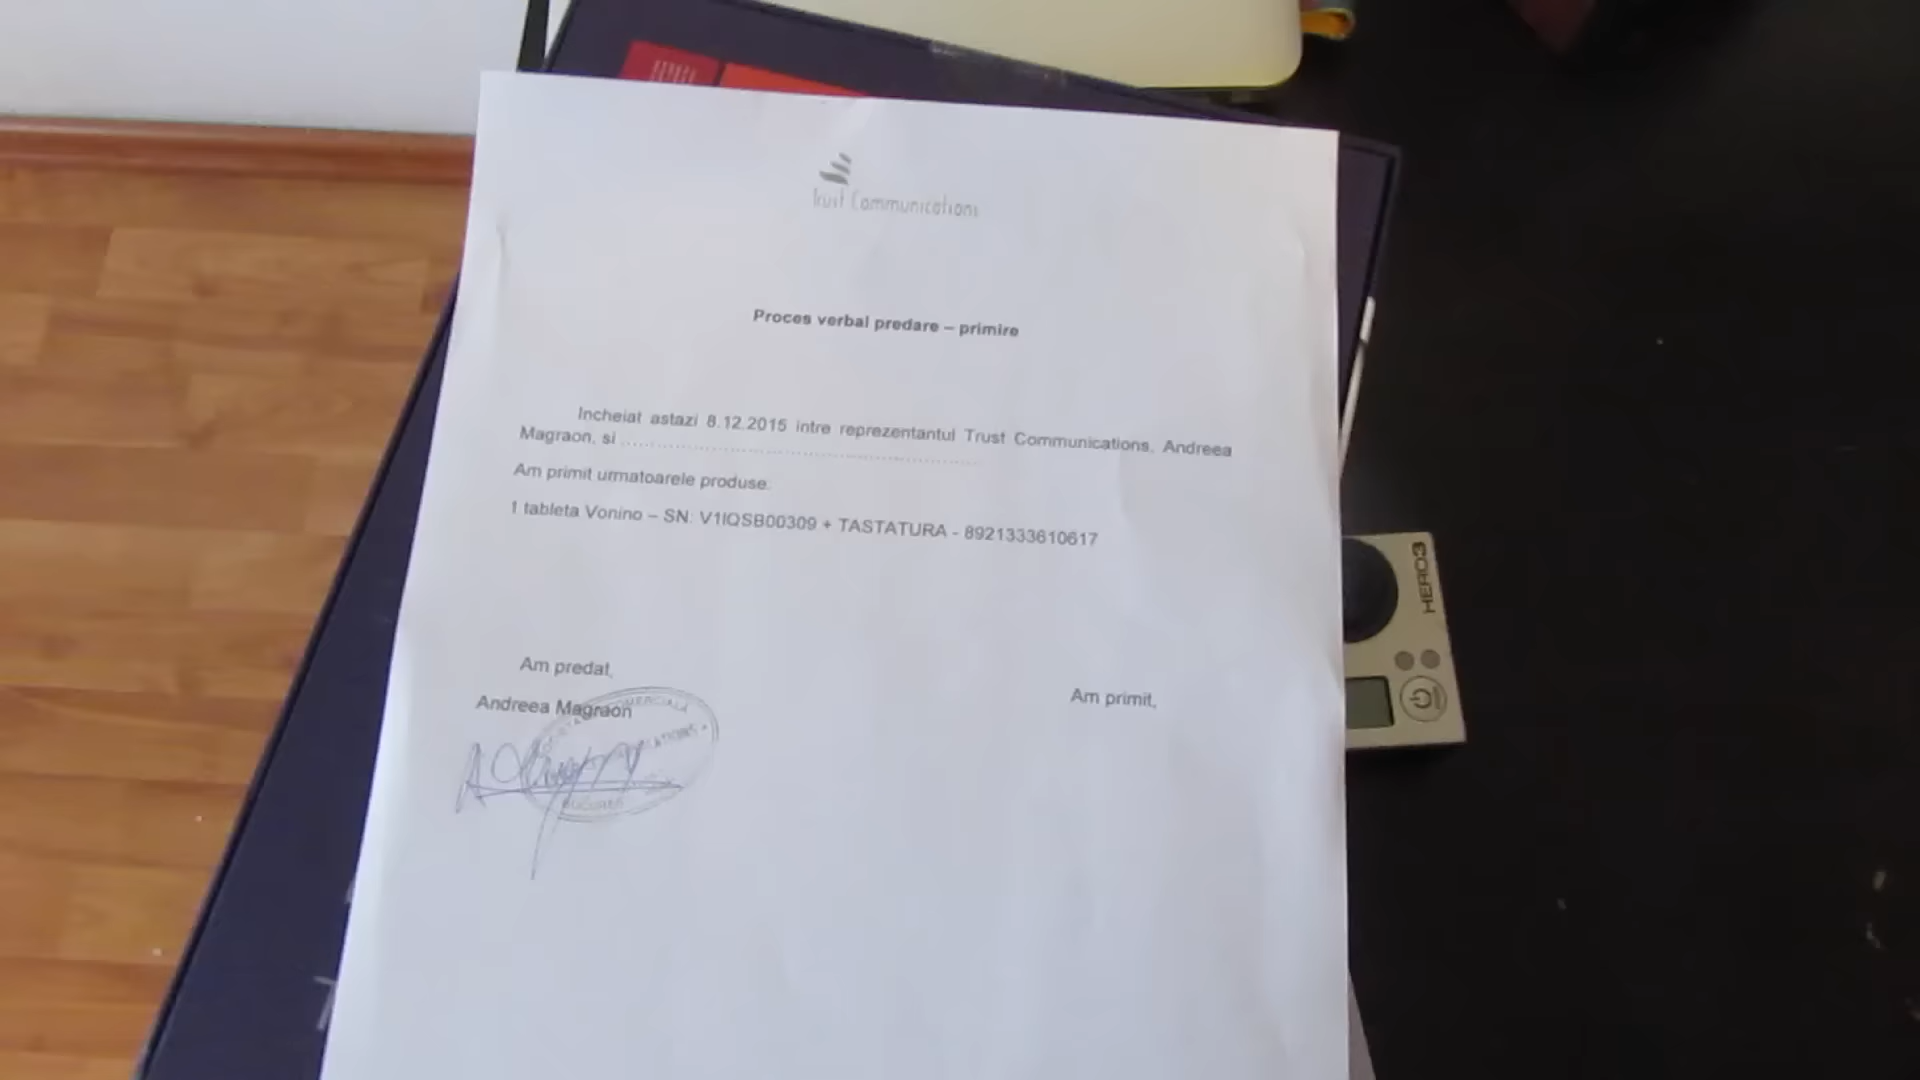 Trust Communications
Proces verbal predare – primire
Incheiat astazi 8.12.2015 intre reprezentantul Trust Communications, Andreea
Magraon, si ........................................................................
Am primit urmatoarele produse:
1 tableta Vonino – SN: V1IQSB00309 + TASTATURA - 8921333610617
Am predat,
Am primit,
Andreea Magraon
HERO3